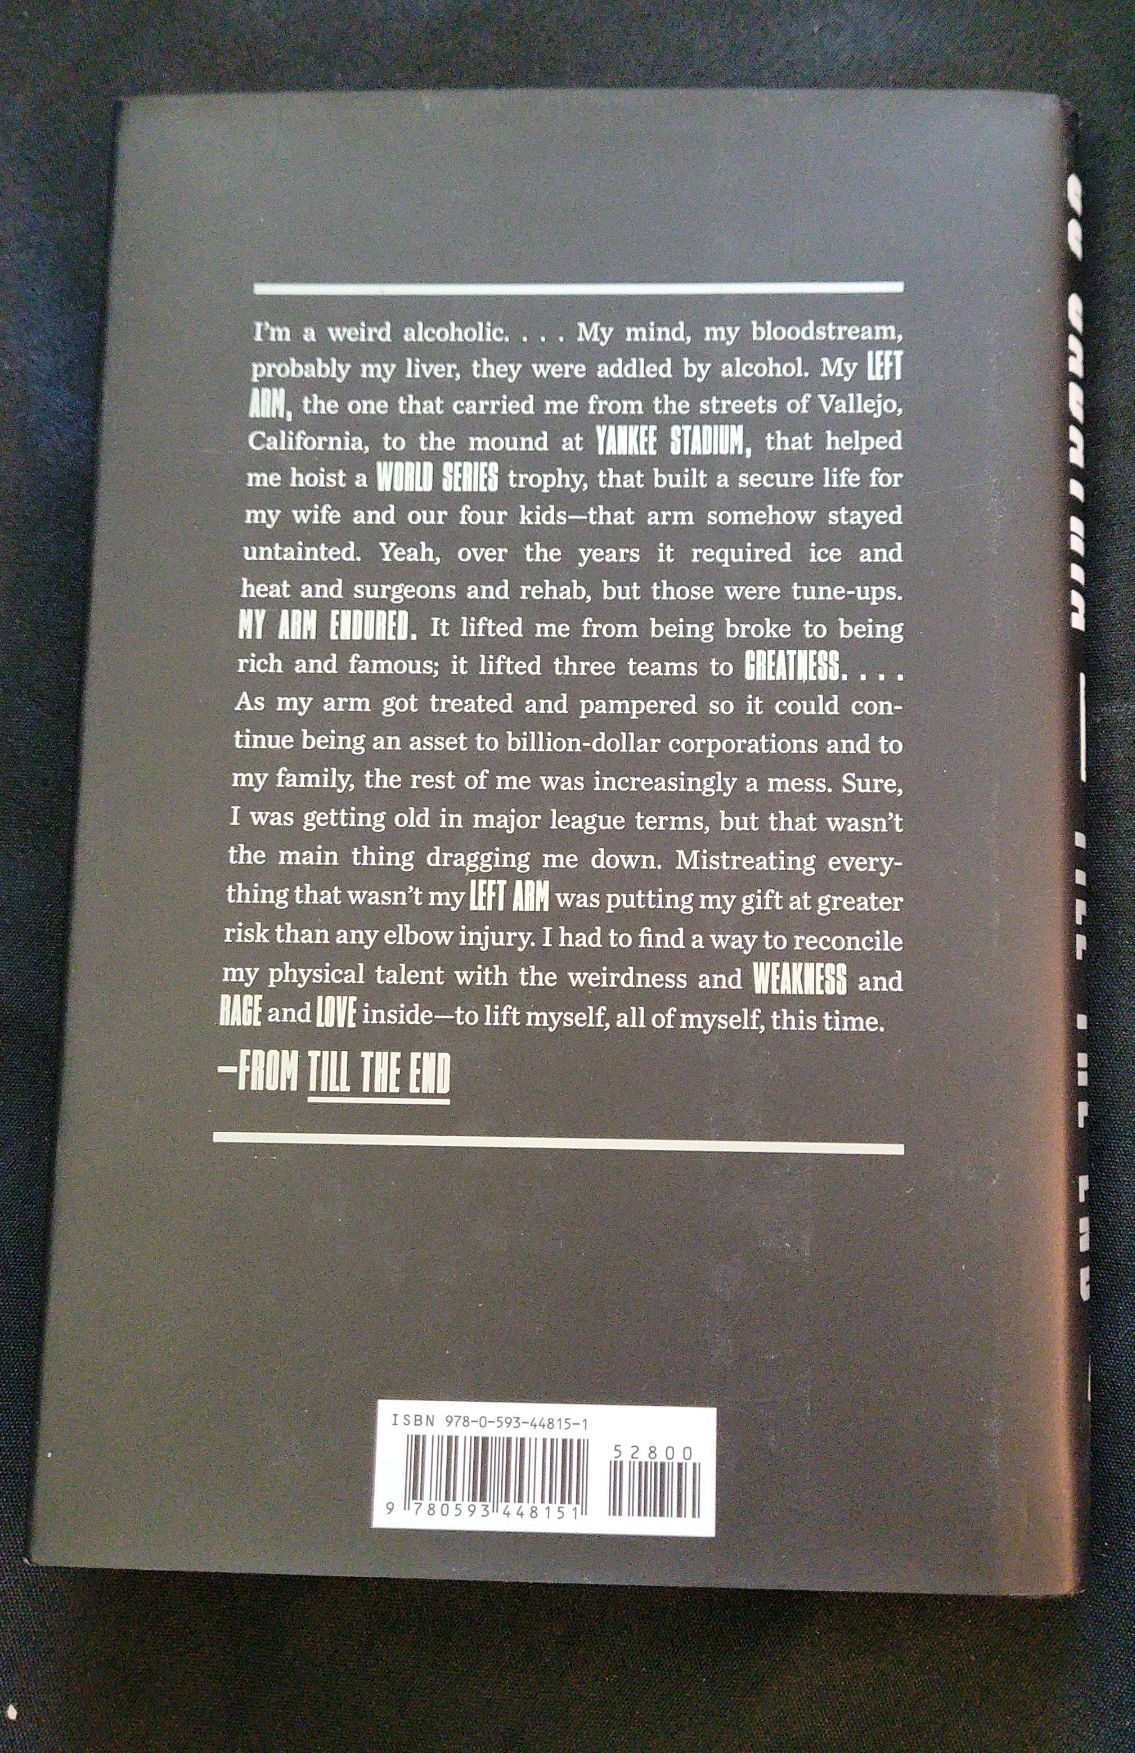 I'm a weird alcoholic. . . . My mind, my bloodstream,
probably my liver, they were addled by alcohol. My LEFT
ARM, the one that carried me from the streets of Vallejo,
California, to the mound at YANKEE STADIUM, that helped
me hoist a WORLD SERIES trophy, that built a secure life for
my wife and our four kids—that arm somehow stayed
untainted. Yeah, over the years it required ice and
heat and surgeons and rehab, but those were tune-ups.
MY ARM ENDURED. It lifted me from being broke to being
rich and famous; it lifted three teams to GREATNESS. . . .
As my arm got treated and pampered so it could con-
tinue being an asset to billion-dollar corporations and to
my family, the rest of me was increasingly a mess. Sure,
I was getting old in major league terms, but that wasn't
the main thing dragging me down. Mistreating every-
thing that wasn't my LEFT ARM was putting my gift at greater
risk than any elbow injury. I had to find a way to reconcile
my physical talent with the weirdness and WEAKNESS and
RAGE and LOVE inside—to lift myself, all of myself, this time.
—FROM TILL THE END
ISBN 978-0-593-44815-1
52800
9 780593 448151